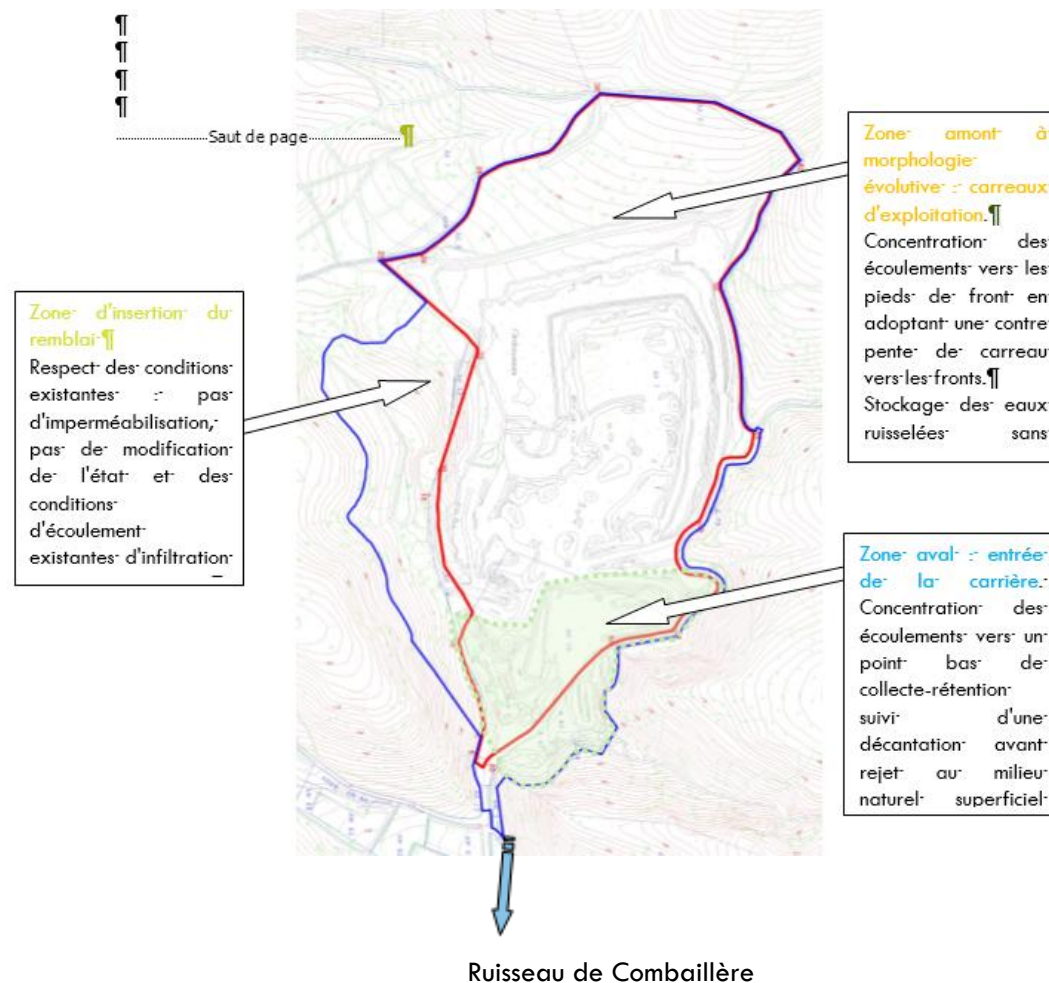 ¶
¶
¶
¶
Saut de page ¶
Zone amont à
morphologie
évolutive : carreaux
d'exploitation.¶
Concentration des
écoulements vers les
pieds de front en
adoptant une contre
pente de carreau
vers les fronts.¶
Stockage des eaux
ruisselées sans
Zone d'insertion du
remblai¶
Respect des conditions
existantes : pas
d'imperméabilisation,
pas de modification
de l'état et des
conditions
d'écoulement
existantes d'infiltration
Zone aval : entrée
de la carrière.
Concentration des
écoulements vers un
point bas de
collecte-rétention
suivi d'une
décantation avant
rejet au milieu
naturel superficiel
Ruisseau de Combaillère